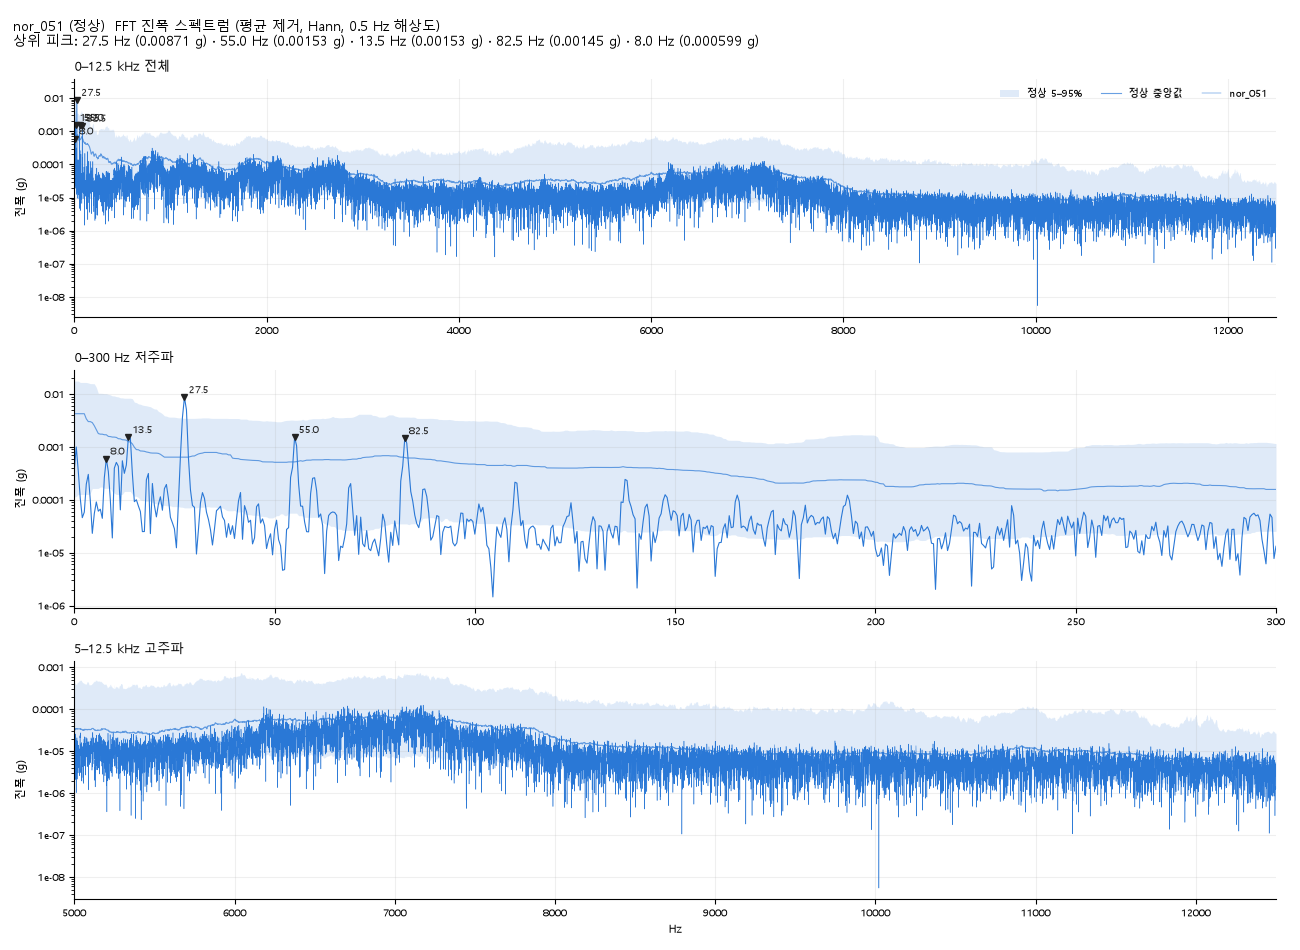 nor_051 (정상) FFT 진폭 스펙트럼 (평균 제거, Hann, 0.5 Hz 해상도)
상위 피크: 27.5 Hz (0.00871 g) · 55.0 Hz (0.00153 g) · 13.5 Hz (0.00153 g) · 82.5 Hz (0.00145 g) · 8.0 Hz (0.000599 g)
0–12.5 kHz 전체
정상 5–95% 정상 중앙값 nor_051
27.5
진폭 (g)
0.01
0.001
0.0001
1e-05
1e-06
1e-07
1e-08
0 2000 4000 6000 8000 10000 12000
0–300 Hz 저주파
27.5
13.5
55.0
82.5
8.0
진폭 (g)
0.01
0.001
0.0001
1e-05
1e-06
0 50 100 150 200 250 300
5–12.5 kHz 고주파
진폭 (g)
0.001
0.0001
1e-05
1e-06
1e-07
1e-08
5000 6000 7000 8000 9000 10000 11000 12000
Hz